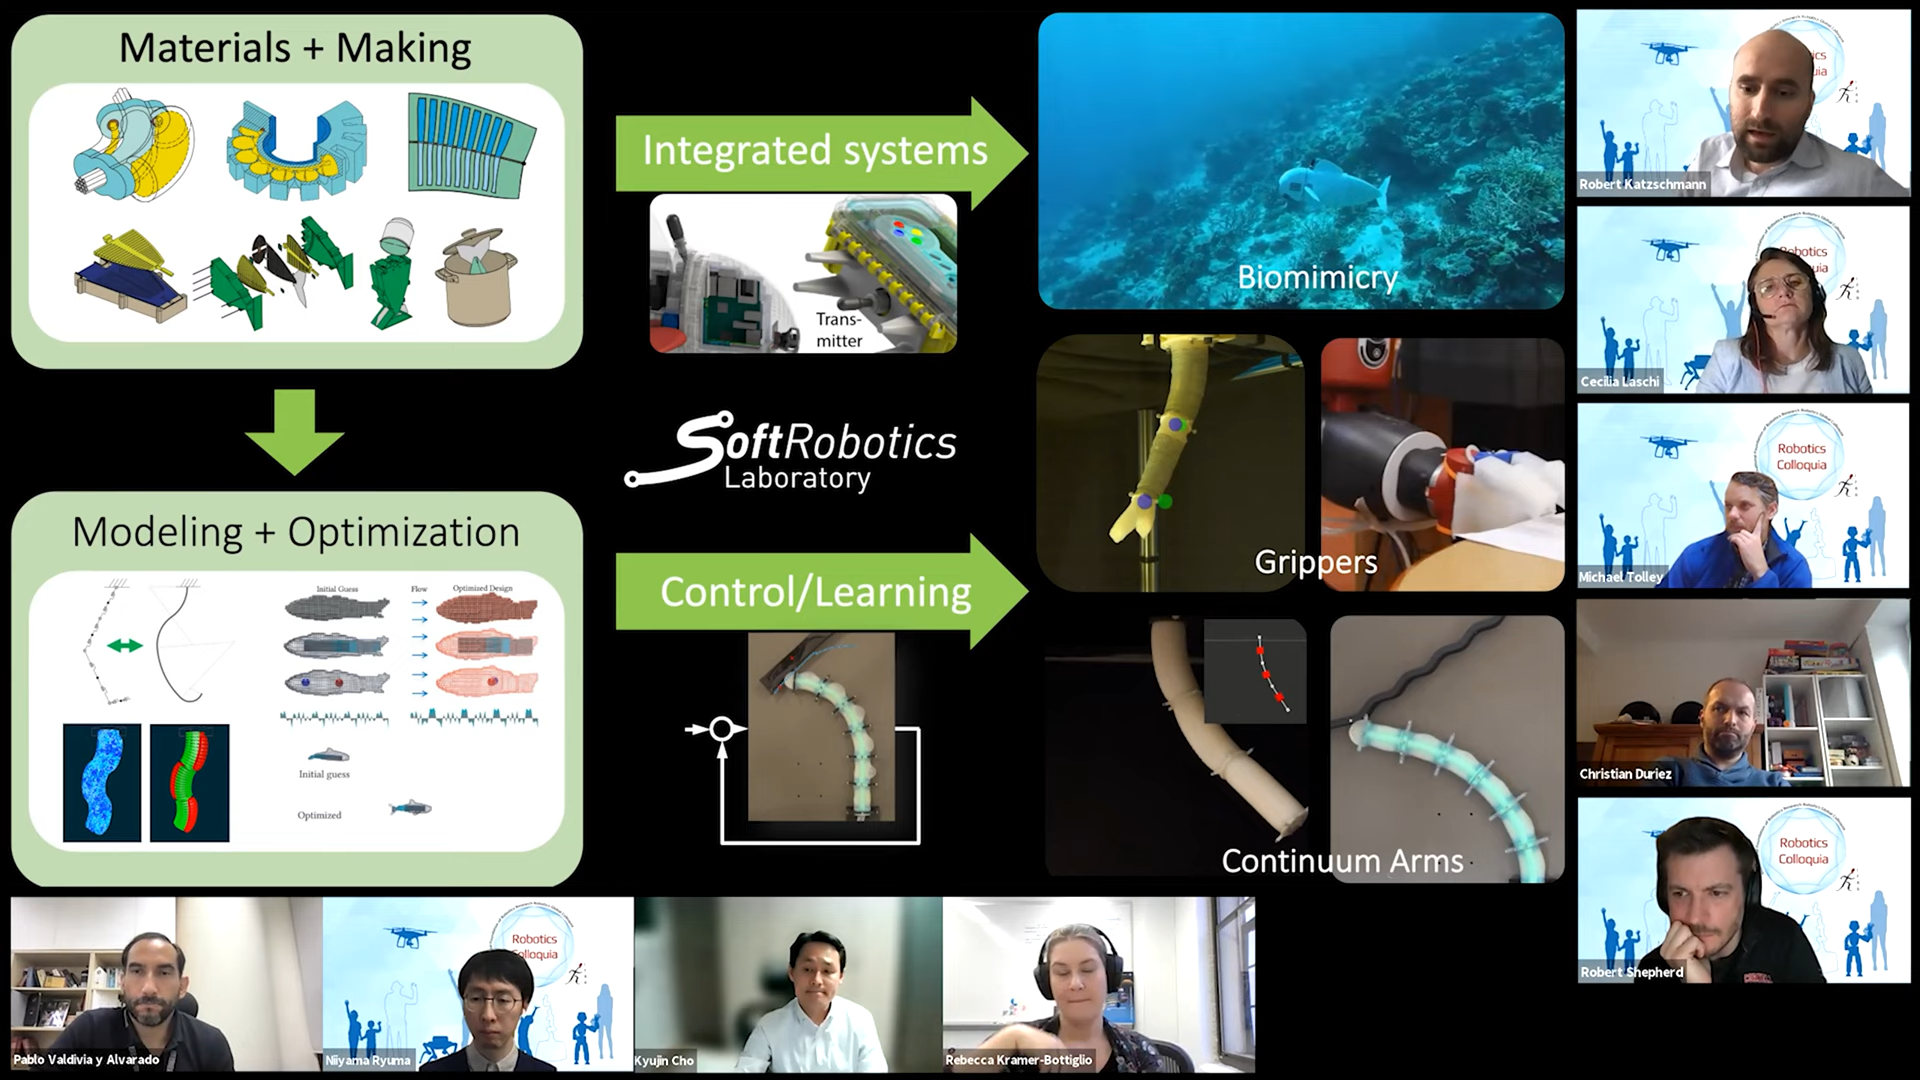 Materials + Making
Integrated systems
Trans-
mitter
Biomimicry
SoftRobotics
Laboratory
Grippers
Modeling + Optimization
Initial Guess
Flow
Optimized Design
Initial guess
Optimized
Control/Learning
Continuum Arms
Robert Katzschmann
Cecilia Laschi
Robotics
Colloquia
Michael Tolley
Christian Duriez
Robotics
Colloquia
Robert Shepherd
Pablo Valdivia y Alvarado
Robotics
Niiyama Ryuma
Kyujin Cho
Rebecca Kramer-Bottiglio